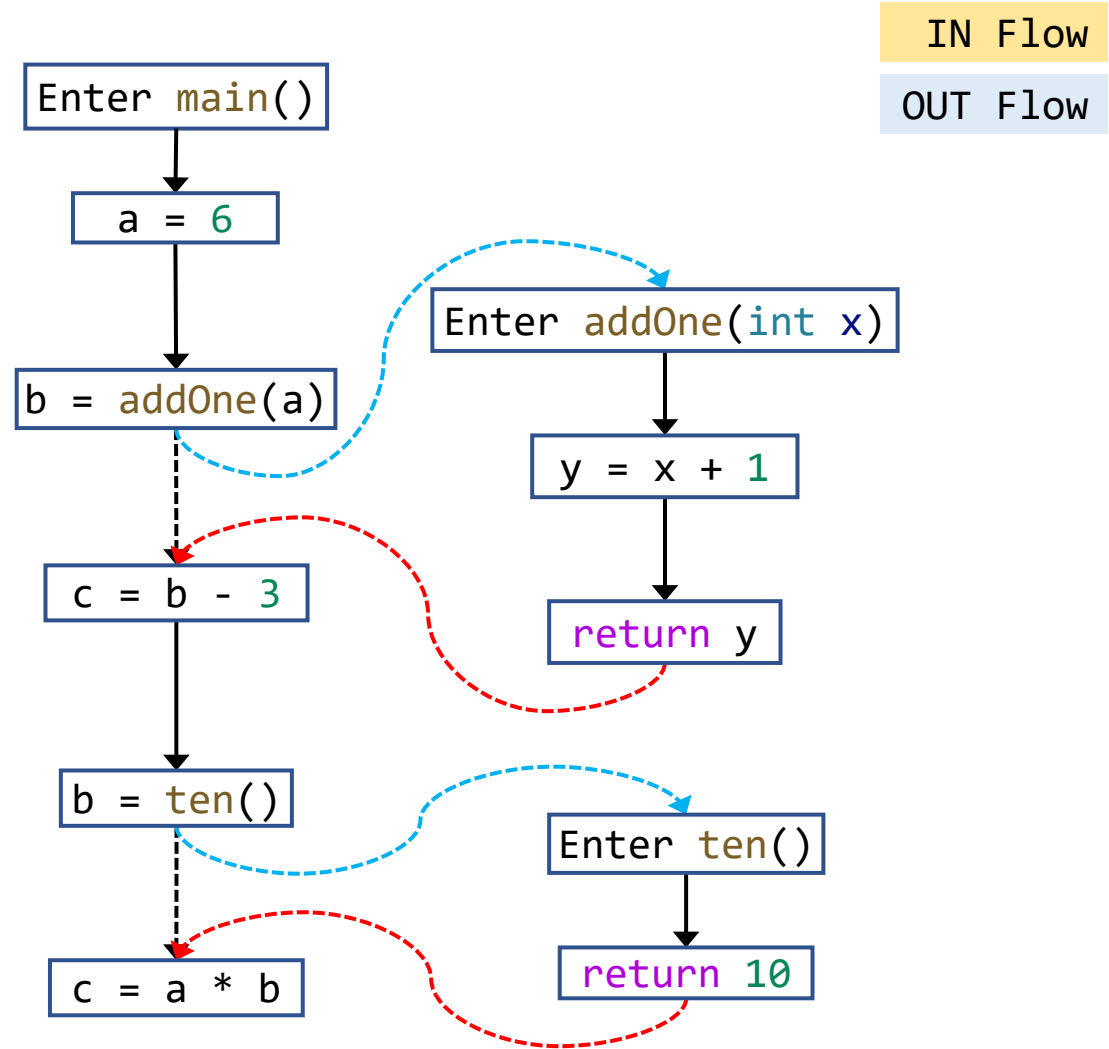 IN Flow
OUT Flow
Enter main()
a = 6
b = addOne(a)
c = b - 3
b = ten()
c = a * b
Enter addOne(int x)
y = x + 1
return y
Enter ten()
return 10